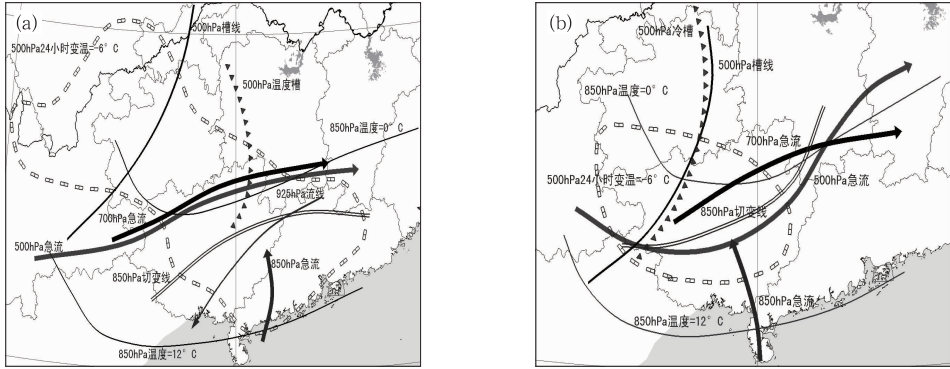 (a)
500hPa槽线
500hPa24小时变温=-6°C
500hPa温度槽
850hPa温度=0°C
925hPa流线
700hPa急流
500hPa急流
850hPa切变线
850hPa急流
850hPa温度=12°C
(b)
500hPa冷槽
500hPa槽线
850hPa温度=0°C
700hPa急流
500hPa24小时变温=-6°C
500hPa急流
850hPa切变线
850hPa急流
850hPa温度=12°C